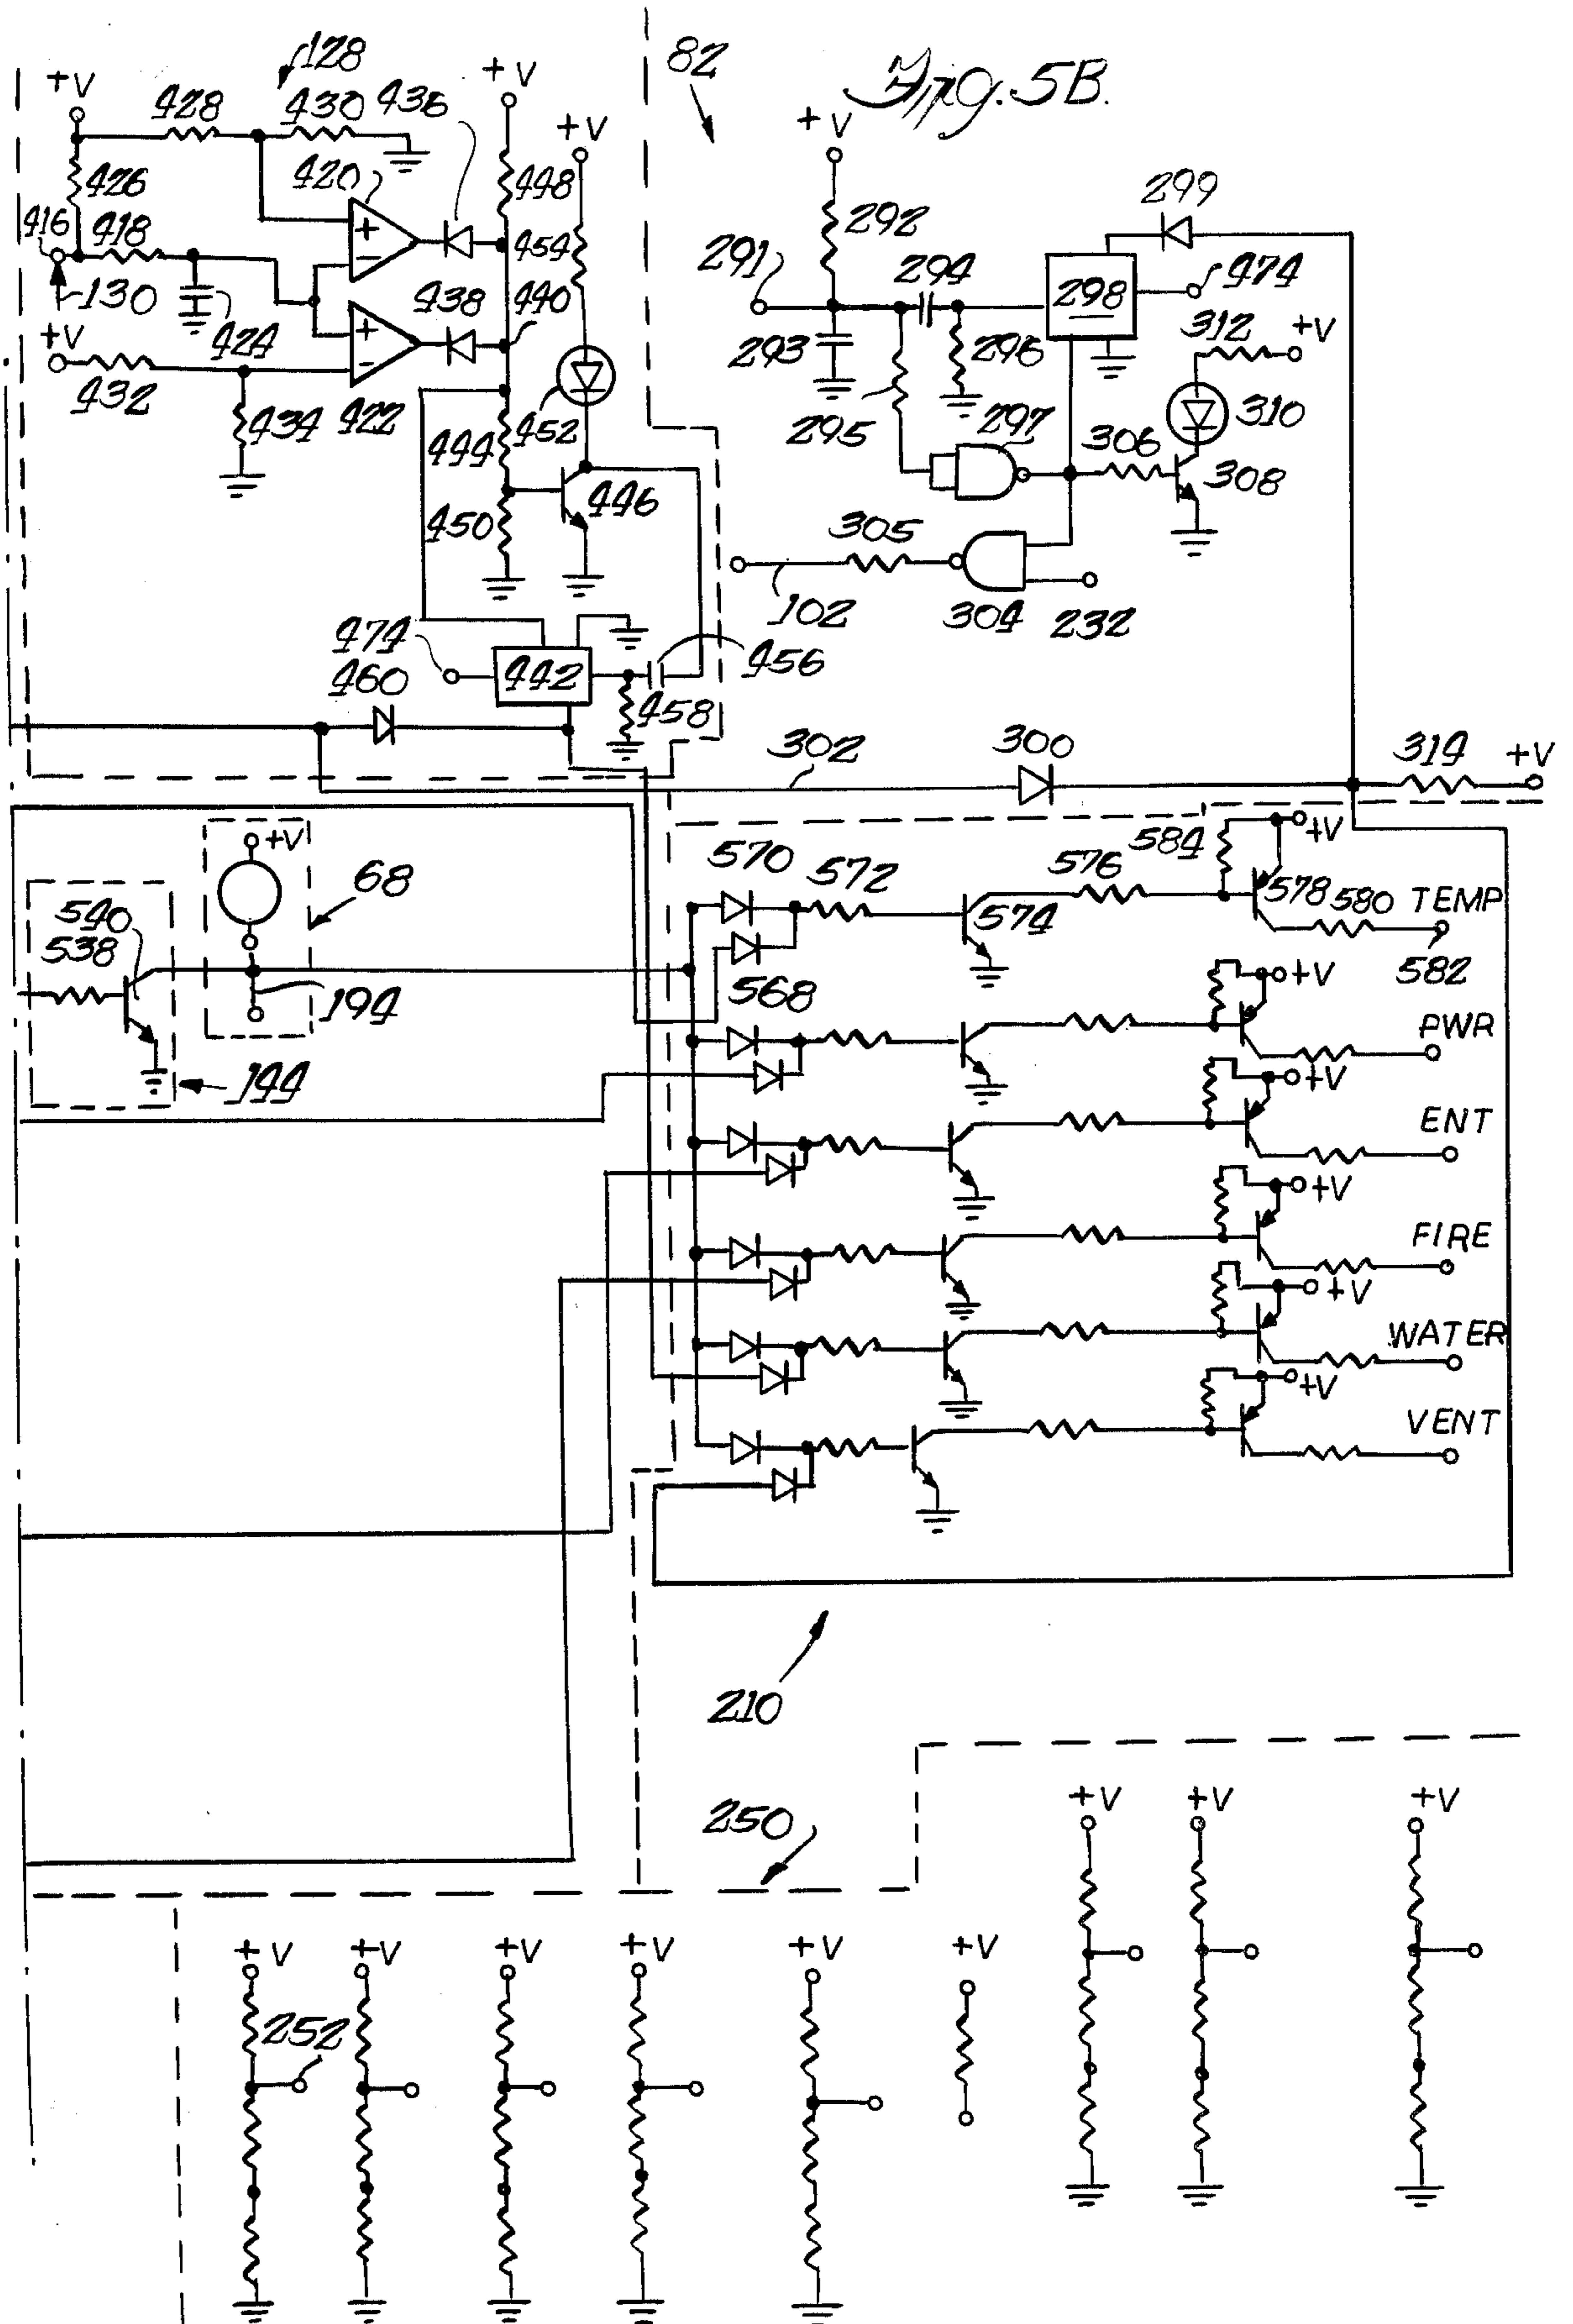 Fig. 5B.
128
+V
428
430
436
+V
82
+V
+V
426
420
448
299
416
418
454
292
291
294
298
474
130
438
440
312
+V
+V
424
293
296
432
434
422
444
452
310
295
297
306
450
446
308
305
102
304
232
474
442
456
460
458
302
300
314
+V
+V
68
570
572
576
584
+V
540
578
580
TEMP
538
574
582
194
568
+V
PWR
144
+V
ENT
+V
FIRE
+V
WATER
+V
VENT
210
250
+V
+V
+V
+V
+V
+V
+V
+V
+V
252